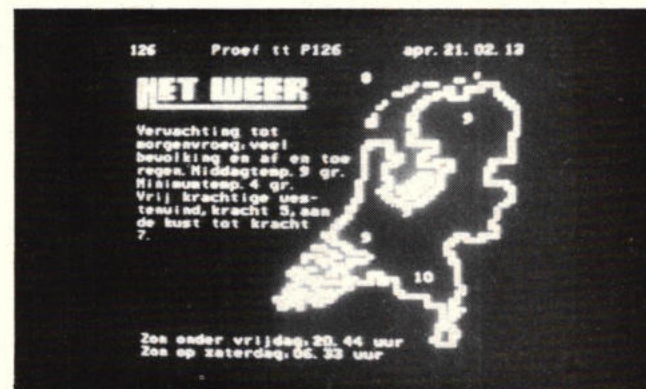 126 Proef tt P126 apr. 21. 02. 13
HET WEER
Verwachting tot
morgenvroeg: veel
bewolking en af en toe
regen. Middagtemp. 9 gr.
Minimumtemp. 4 gr.
Vrij krachtige wes-
tenwind, kracht 5, aan
de kust tot kracht
7.
8
9
9
10
Zon onder vrijdag: 20. 44 uur
Zon op zaterdag: 06. 33 uur